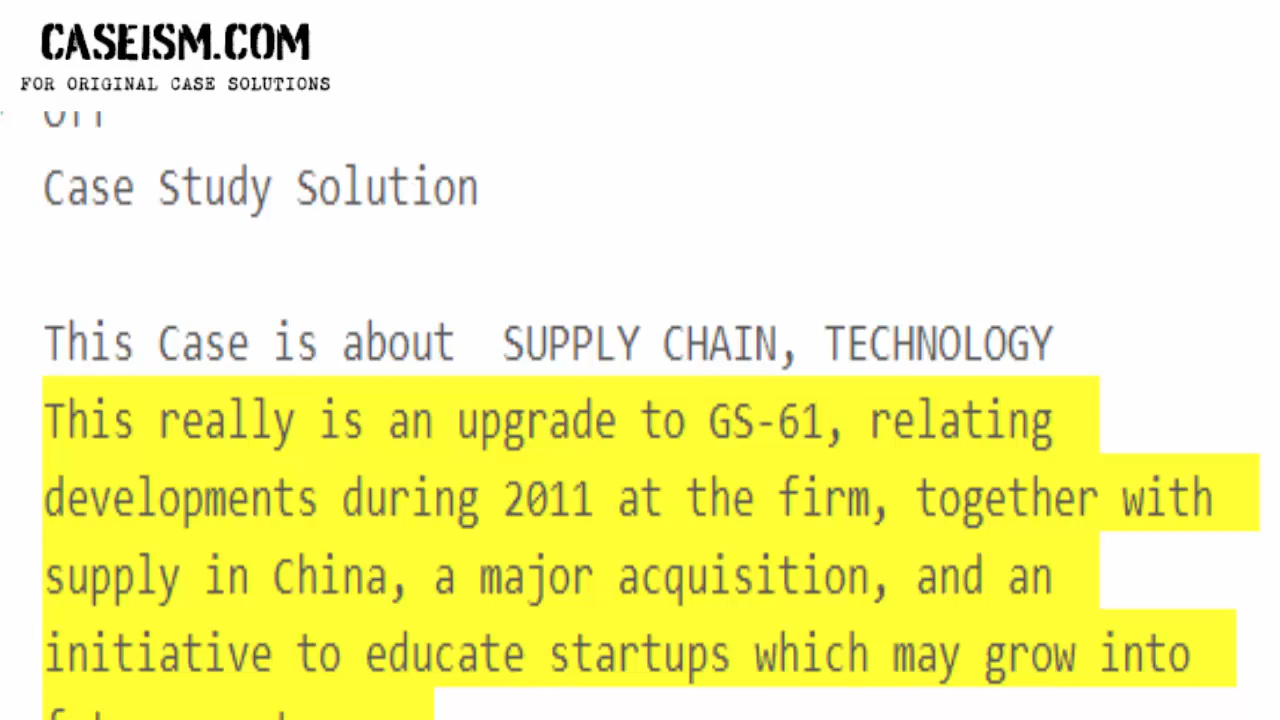 CASEISM.COM
FOR ORIGINAL CASE SOLUTIONS
Case Study Solution
This Case is about SUPPLY CHAIN, TECHNOLOGY
This really is an upgrade to GS-61, relating
developments during 2011 at the firm, together with
supply in China, a major acquisition, and an
initiative to educate startups which may grow into